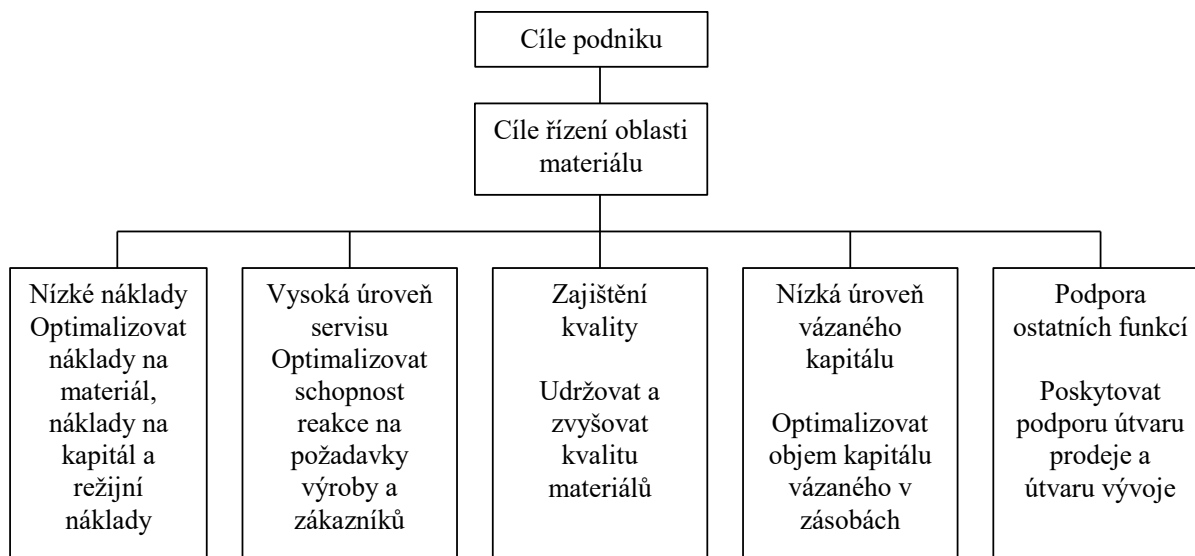 Cíle podniku
Cíle řízení oblasti
materiálu
Nízké náklady
Optimalizovat
náklady na
materiál,
náklady na
kapitál a
režijní
náklady
Vysoká úroveň
servisu
Optimalizovat
schopnost
reakce na
požadavky
výroby a
zákazníků
Zajištění
kvality
Udržovat a
zvyšovat
kvalitu
materiálů
Nízká úroveň
vázaného
kapitálu
Optimalizovat
objem kapitálu
vázaného v
zásobách
Podpora
ostatních funkcí
Poskytovat
podporu útvaru
prodeje a
útvaru vývoje